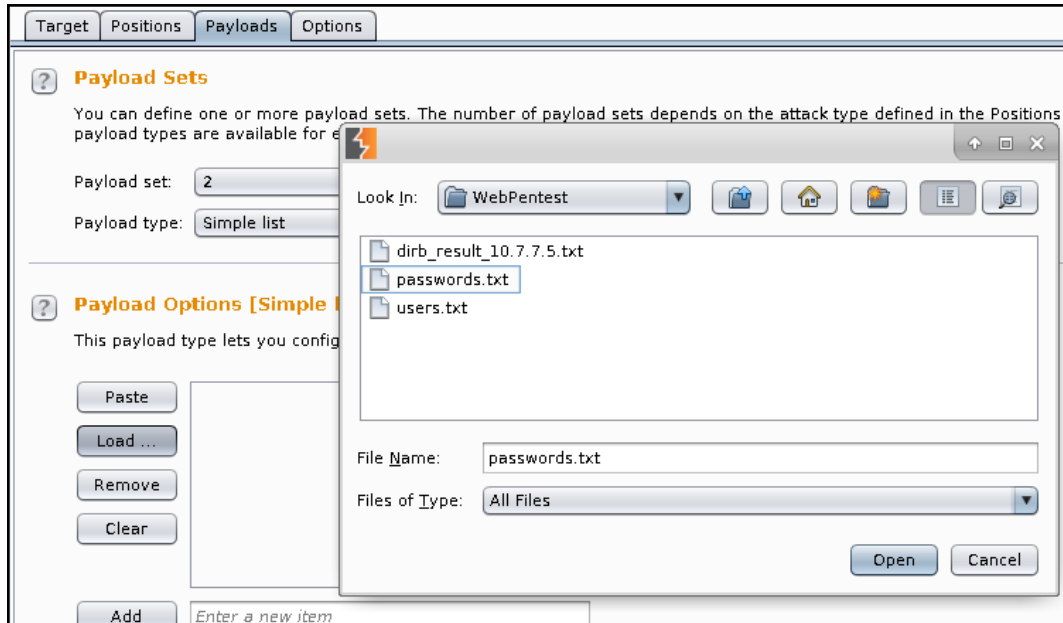 Target Positions Payloads Options
? Payload Sets
You can define one or more payload sets. The number of payload sets depends on the attack type defined in the Positions
payload types are available for
Payload set: 2
Payload type: Simple list
? Payload Options [Simple
This payload type lets you config
Paste
Load ...
Remove
Clear
Add Enter a new item
Look In: WebPentest
dirb_result_10.7.7.5.txt
passwords.txt
users.txt
File Name: passwords.txt
Files of Type: All Files
Open Cancel